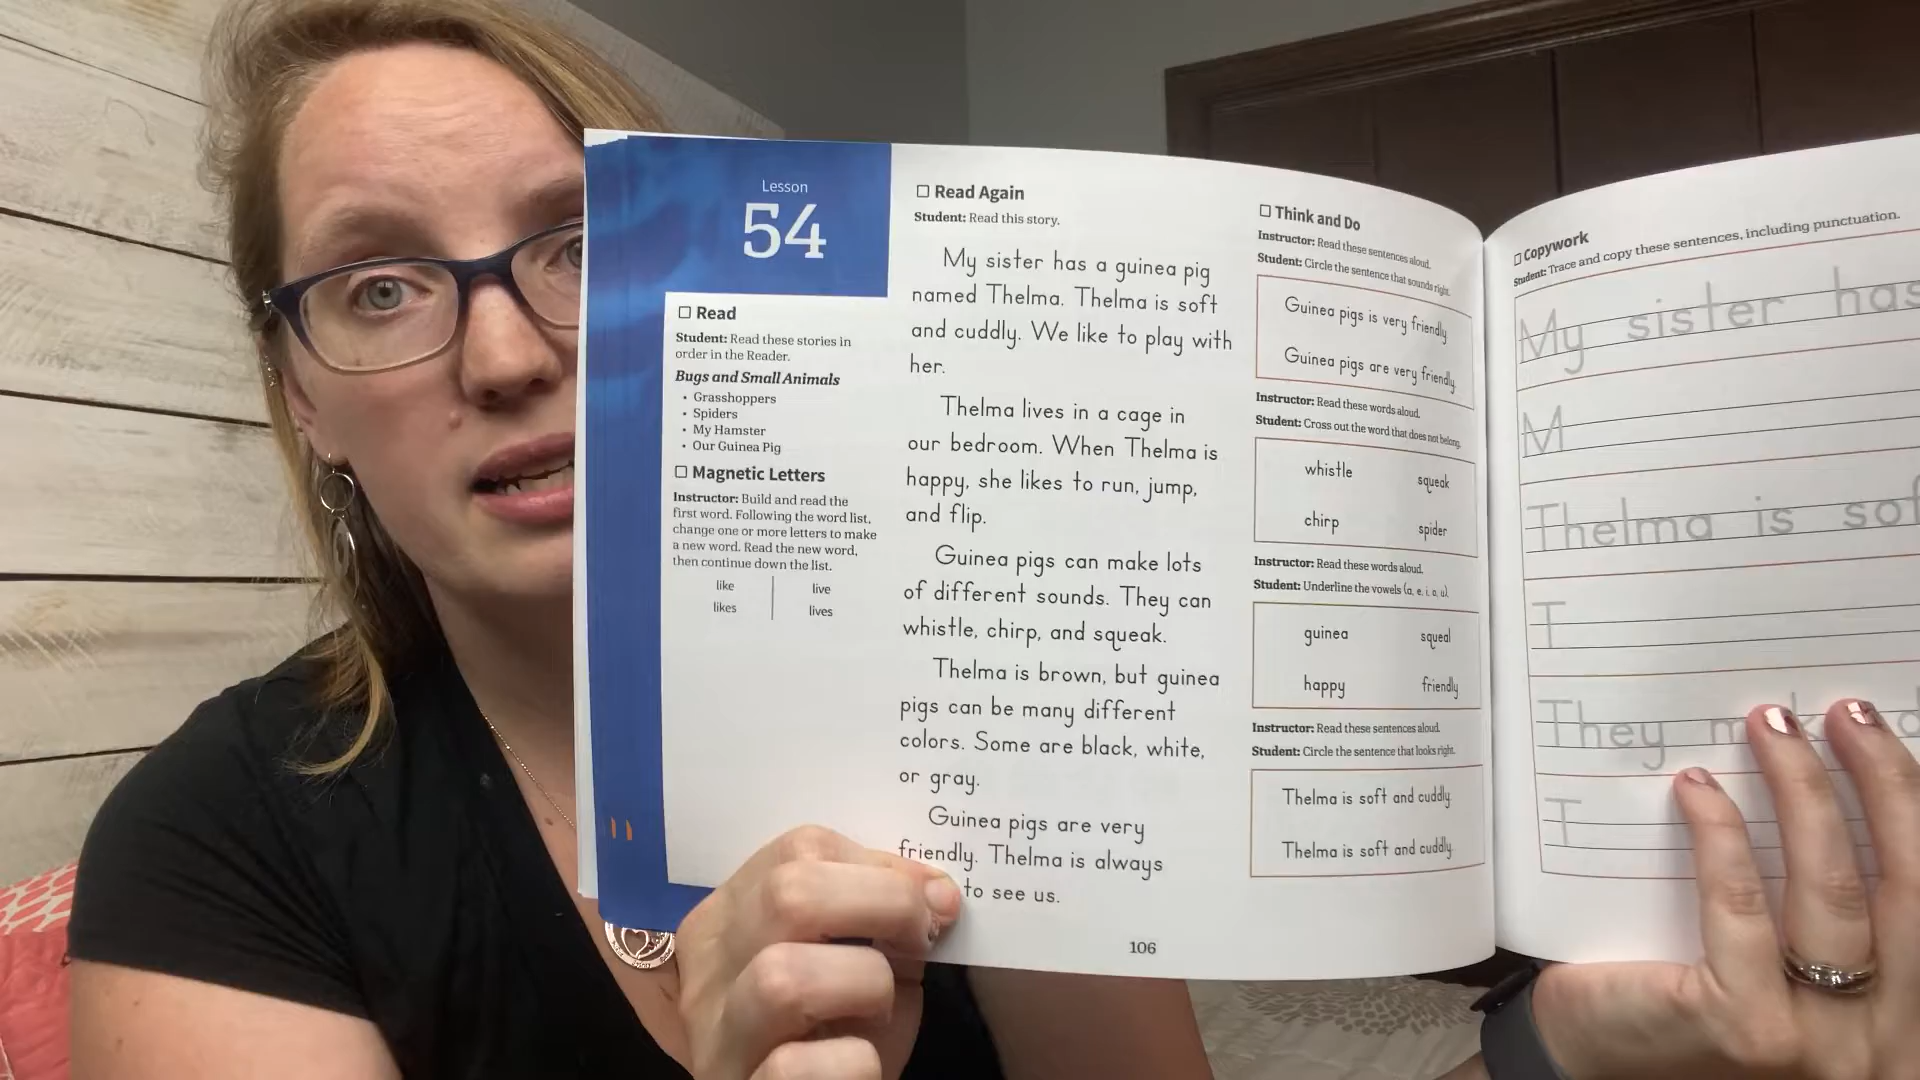 Lesson
54
☐ Read
Student: Read these stories in
order in the Reader.
Bugs and Small Animals
• Grasshoppers
• Spiders
• My Hamster
• Our Guinea Pig
☐ Magnetic Letters
Instructor: Build and read the
first word. Following the word list,
change one or more letters to make
a new word. Read the new word,
then continue down the list.
like live
likes lives
☐ Read Again
Student: Read this story.
My sister has a guinea pig
named Thelma. Thelma is soft
and cuddly. We like to play with
her.
Thelma lives in a cage in
our bedroom. When Thelma is
happy, she likes to run, jump,
and flip.
Guinea pigs can make lots
of different sounds. They can
whistle, chirp, and squeak.
Thelma is brown, but guinea
pigs can be many different
colors. Some are black, white,
or gray.
Guinea pigs are very
friendly. Thelma is always
to see us.
106
☐ Think and Do
Instructor: Read these sentences aloud.
Student: Circle the sentence that sounds right.
Guinea pigs is very friendly.
Guinea pigs are very friendly.
Instructor: Read these words aloud.
Student: Cross out the word that does not belong.
whistle squeak
chirp spider
Instructor: Read these words aloud.
Student: Underline the vowels (a, e, i, o, u).
guinea squeal
happy friendly
Instructor: Read these sentences aloud.
Student: Circle the sentence that looks right.
Thelma is soft and cuddly.
Thelma is soft and cuddly.
☐ Copywork
Student: Trace and copy these sentences, including punctuation.
My sister has
M
Thelma is sof
T
They
T